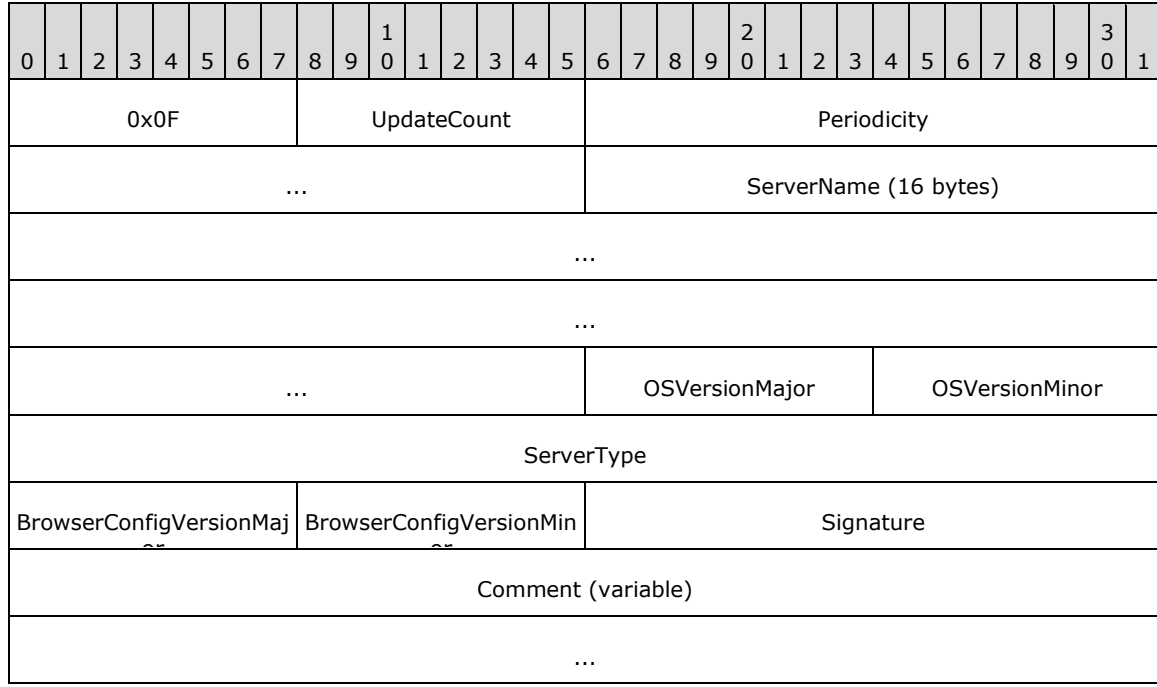 1 2 3
0 1 2 3 4 5 6 7 8 9 0 1 2 3 4 5 6 7 8 9 0 1 2 3 4 5 6 7 8 9 0 1
0x0F UpdateCount Periodicity
... ServerName (16 bytes)
...
...
... OSVersionMajor OSVersionMinor
ServerType
BrowserConfigVersionMaj BrowserConfigVersionMin Signature
or or
Comment (variable)
...